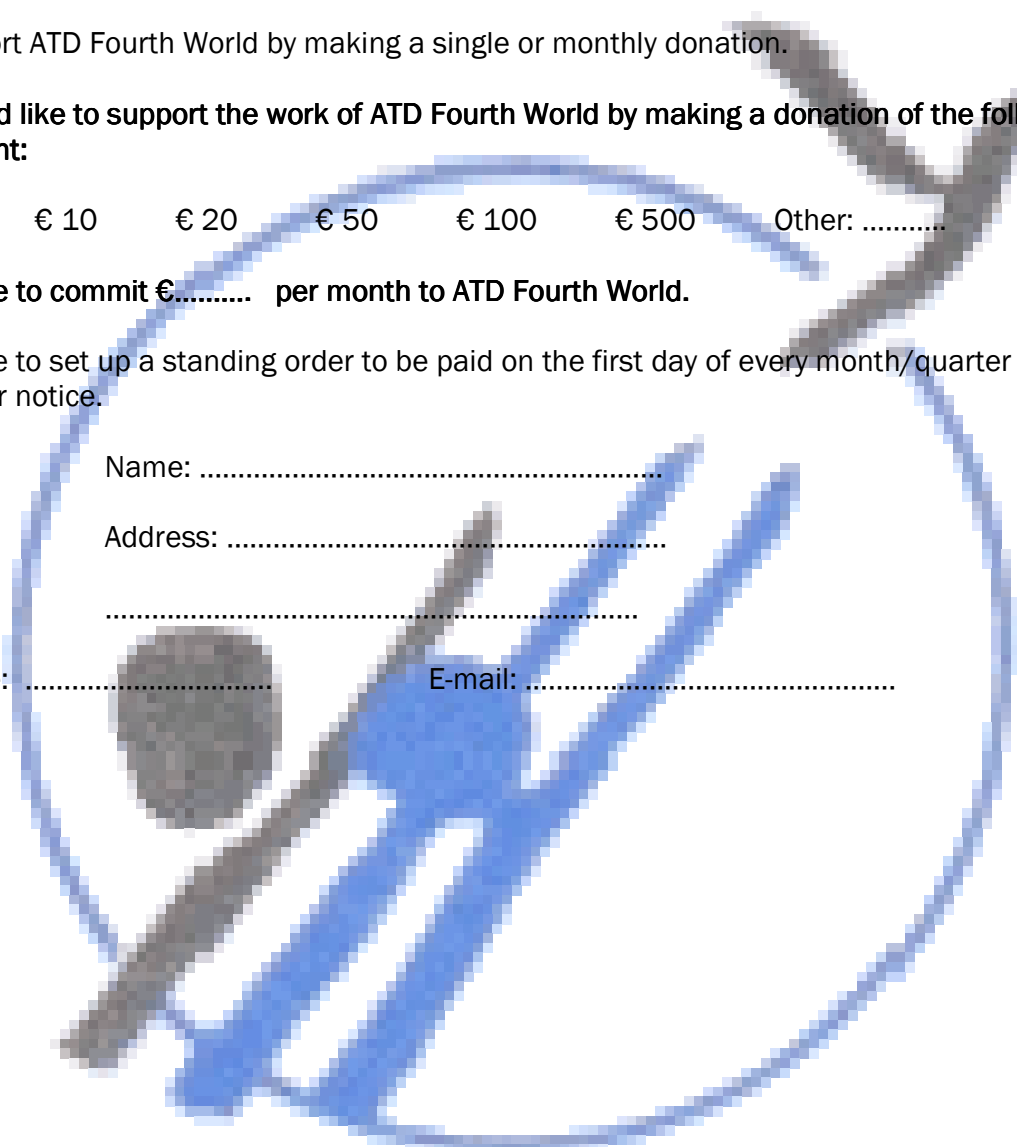 rt ATD Fourth World by making a single or monthly donation.
d like to support the work of ATD Fourth World by making a donation of the foll
nt:
€ 10 € 20 € 50 € 100 € 500 Other: ...........
e to commit €.......... per month to ATD Fourth World.
e to set up a standing order to be paid on the first day of every month/quarter
r notice.
Name: .............................................................
Address: ..........................................................
......................................................................
: ................................ E-mail: .................................................